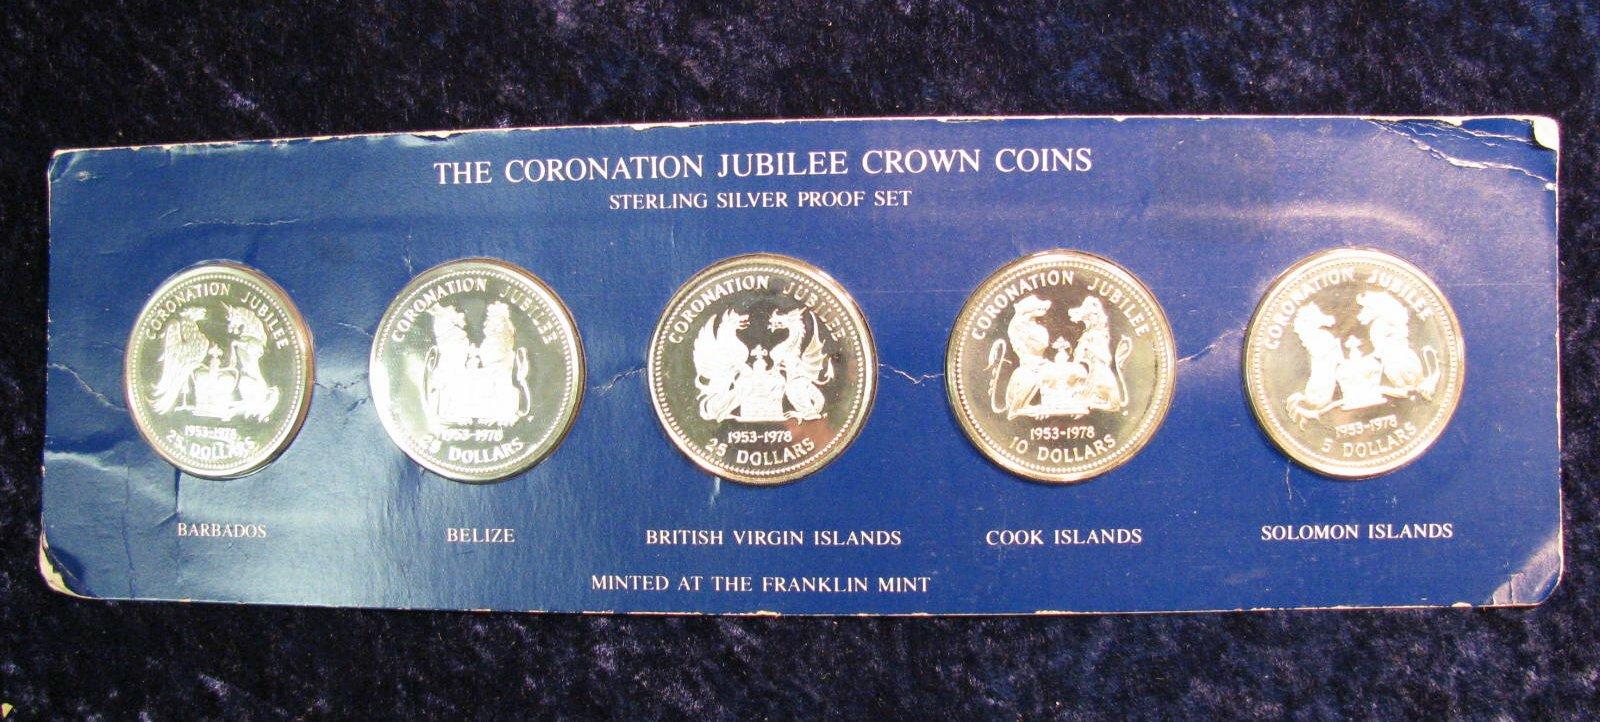 THE CORONATION JUBILEE CROWN COINS
STERLING SILVER PROOF SET
CORONATION JUBILEE
1953-1978
25 DOLLARS
CORONATION JUBILEE
1953-1978
25 DOLLARS
CORONATION JUBILEE
1953-1978
25 DOLLARS
CORONATION JUBILEE
1953-1978
10 DOLLARS
CORONATION JUBILEE
1953-1978
5 DOLLARS
BARBADOS
BELIZE
BRITISH VIRGIN ISLANDS
COOK ISLANDS
SOLOMON ISLANDS
MINTED AT THE FRANKLIN MINT